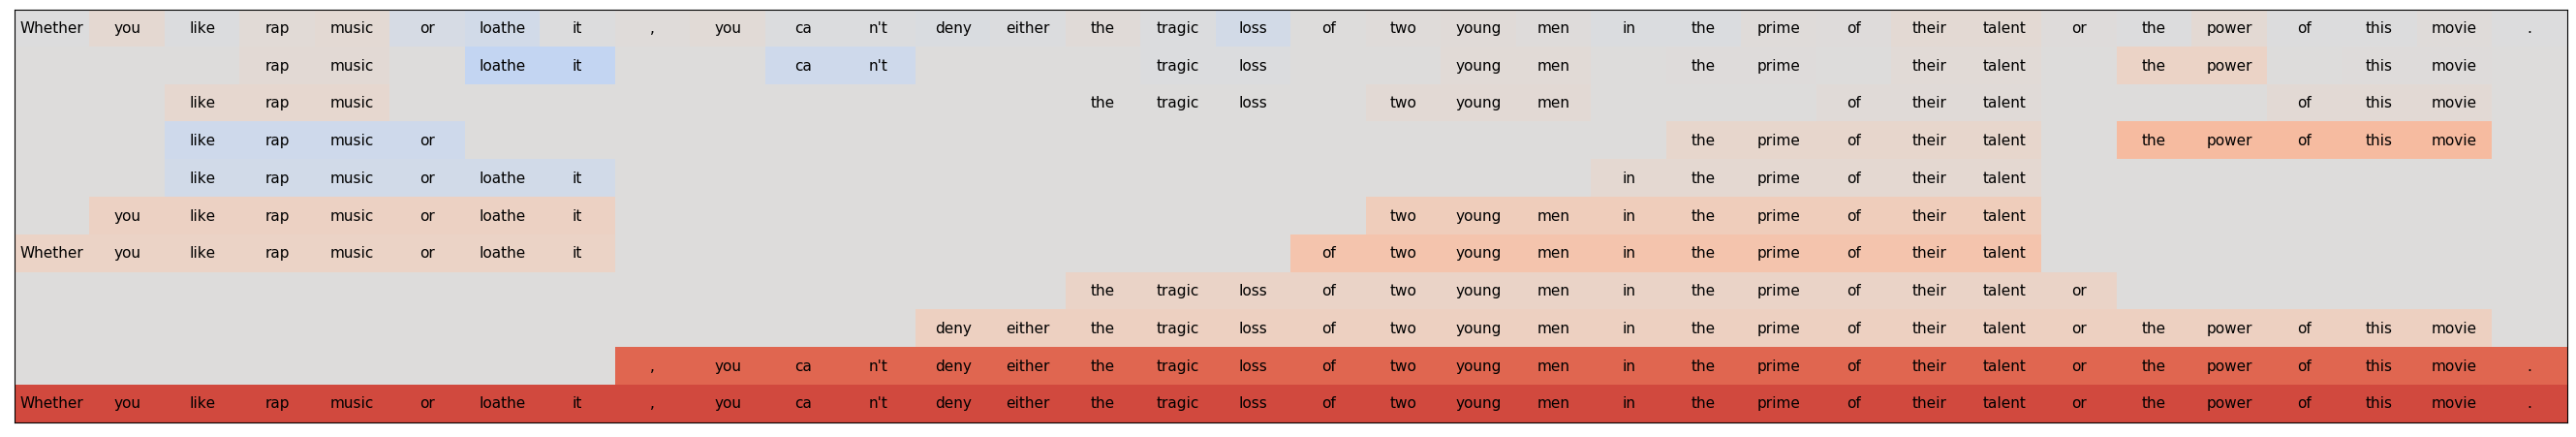 Whether you like rap music or loathe it , you ca n't deny either the tragic loss of two young men in the prime of their talent or the power of this movie .
rap music loathe it ca n't tragic loss young men the prime their talent the power this movie
like rap music the tragic loss two young men of their talent of this movie
like rap music or the prime of their talent the power of this movie
like rap music or loathe it in the prime of their talent
you like rap music or loathe it two young men in the prime of their talent
Whether you like rap music or loathe it of two young men in the prime of their talent
the tragic loss of two young men in the prime of their talent or
deny either the tragic loss of two young men in the prime of their talent or the power of this movie
, you ca n't deny either the tragic loss of two young men in the prime of their talent or the power of this movie .
Whether you like rap music or loathe it , you ca n't deny either the tragic loss of two young men in the prime of their talent or the power of this movie .